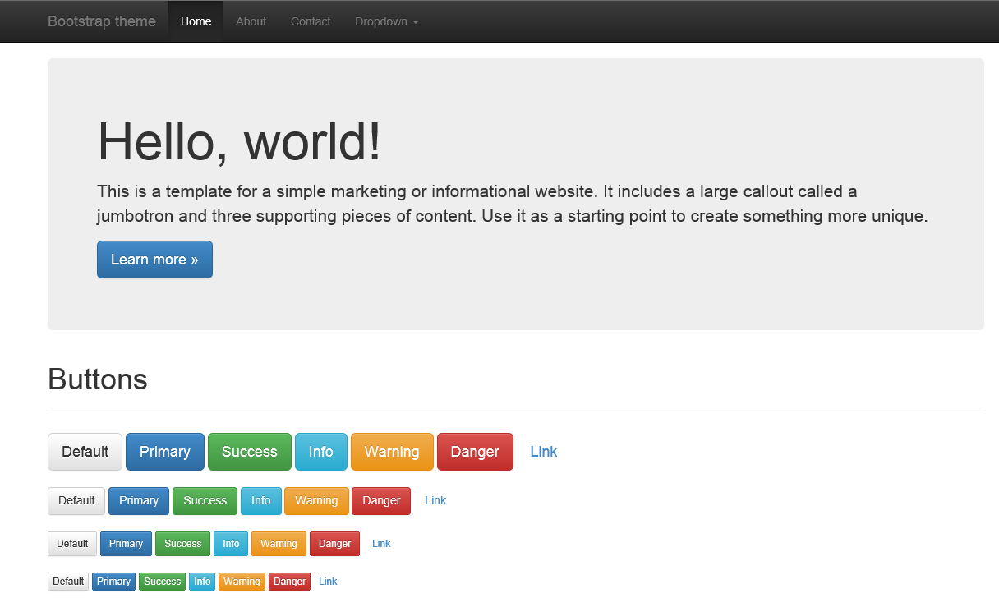 Bootstrap theme Home About Contact Dropdown
Hello, world!
This is a template for a simple marketing or informational website. It includes a large callout called a
jumbotron and three supporting pieces of content. Use it as a starting point to create something more unique.
Learn more »
Buttons
Default Primary Success Info Warning Danger Link
Default Primary Success Info Warning Danger Link
Default Primary Success Info Warning Danger Link
Default Primary Success Info Warning Danger Link